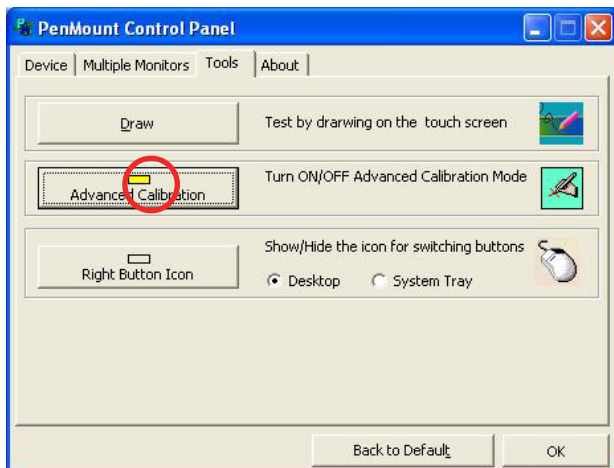 PenMount Control Panel
Device Multiple Monitors Tools About
Draw Test by drarwing on the touch screen
Advanced Calibration Turn ON/OFF Advanced Calibration Mode
Right Button Icon Show/Hide the icon for switching buttons
Desktop System Tray
Back to Default OK